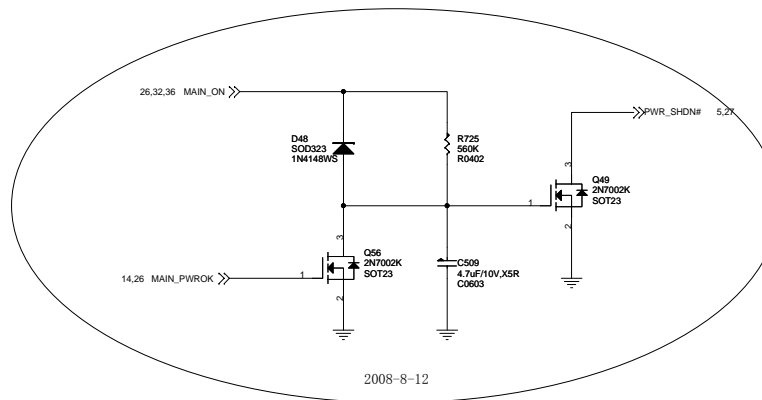 26,32,36 MAIN_ON
PWR_SHDN# 5,27
D48
SOD323
1N4148WS
R725
560K
R0402
3
Q49
2N7002K
SOT23
1
2
3
Q56
2N7002K
SOT23
14,26 MAIN_PWROK
1
2
C509
4.7uF/10V,X5R
C0603
2008-8-12